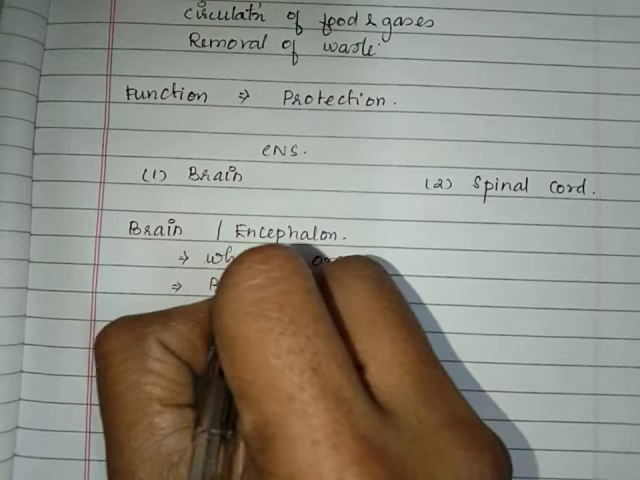 Circulatn of food & gases
Removal of waste
Function ⇒ Protection.
CNS.
(1) Brain (2) Spinal cord.
Brain / Encephalon.
⇒
⇒